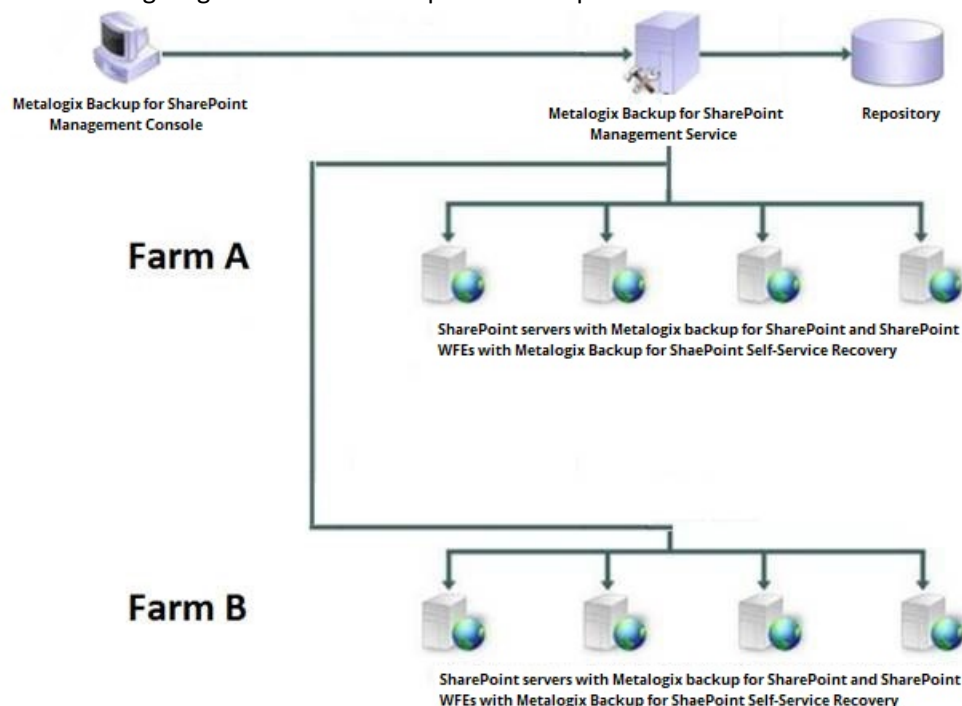 Metalogix Backup for SharePoint
Management Console
Metalogix Backup for SharePoint
Management Service
Repository
Farm A
SharePoint servers with Metalogix backup for SharePoint and SharePoint
WFEs with Metalogix Backup for ShaePoint Self-Service Recovery
Farm B
SharePoint servers with Metalogix backup for SharePoint and SharePoint
WFEs with Metalogix Backup for ShaePoint Self-Service Recovery